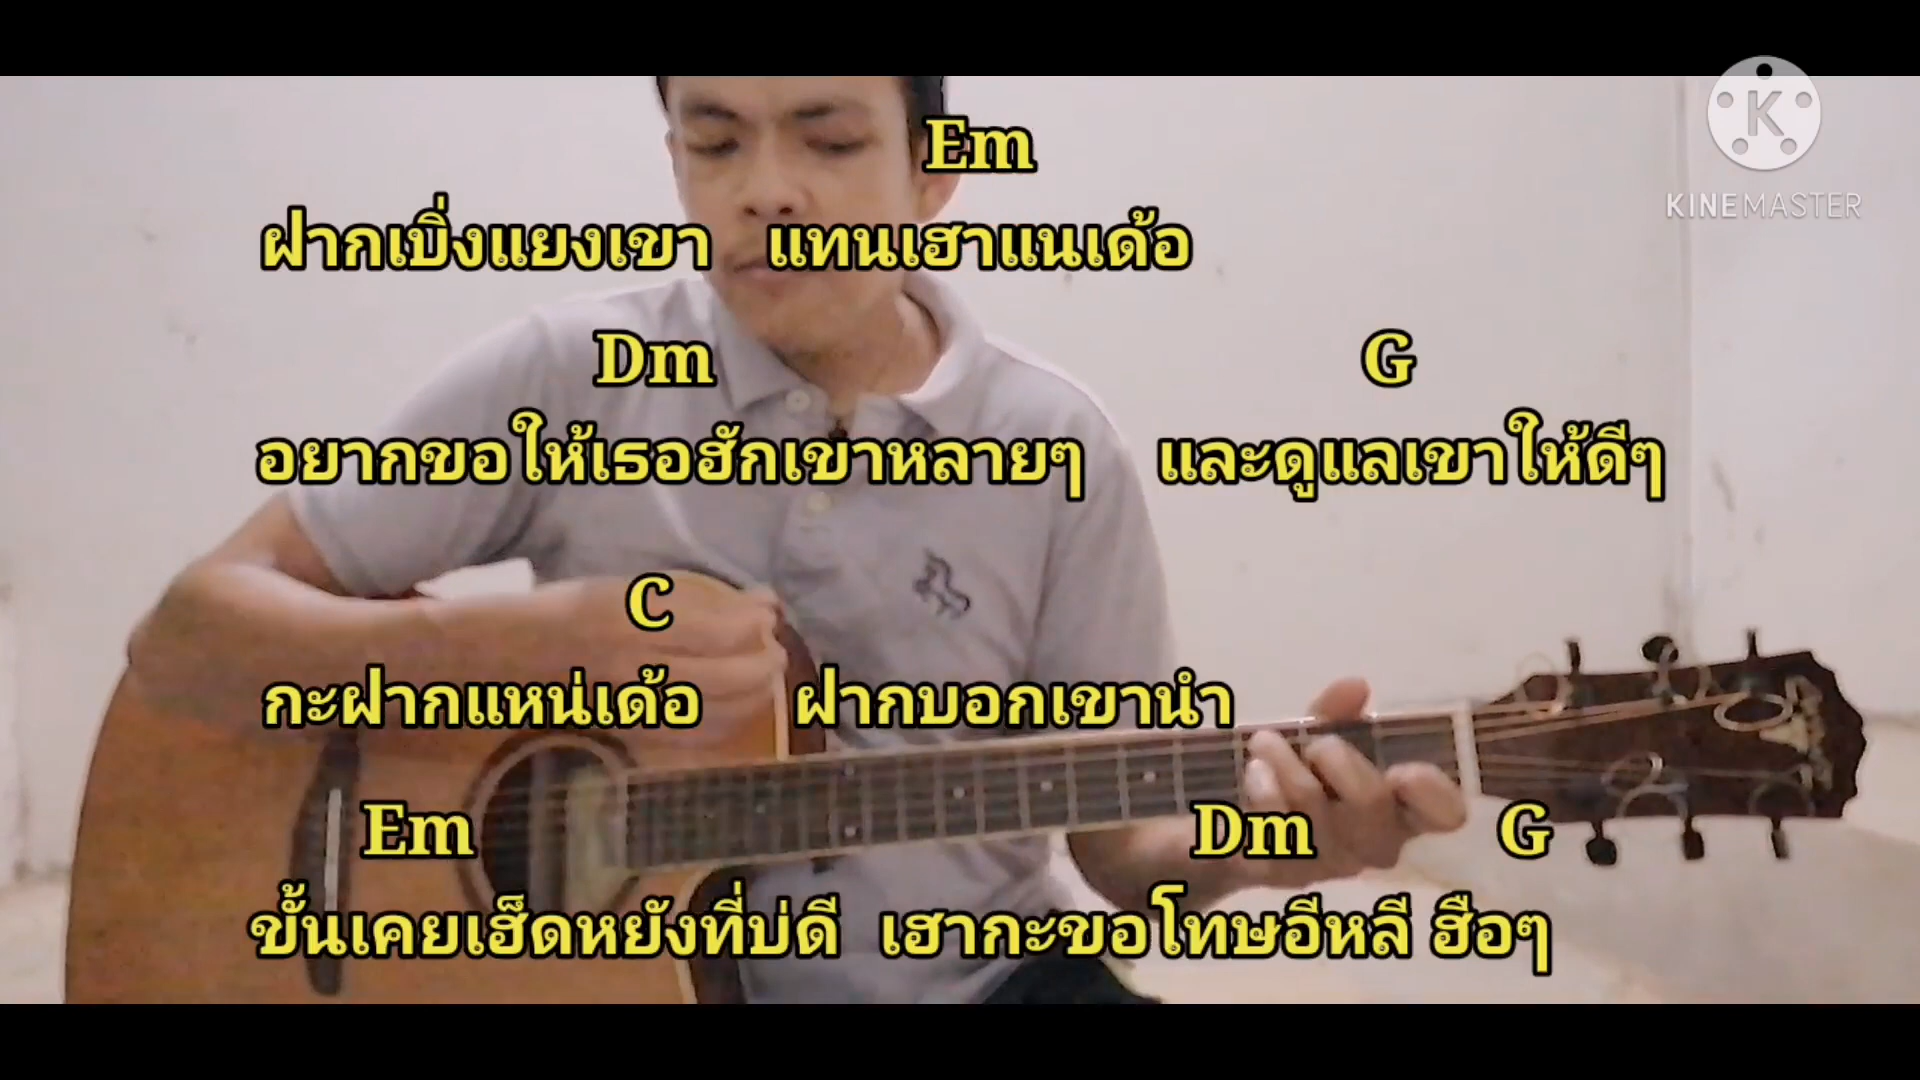 Em
ฝากเบิ่งแยงเขา แทนเฮาแนเด้อ
Dm G
อยากขอให้เธอฮักเขาหลายๆ และดูแลเขาให้ดีๆ
C
กะฝากแหน่เด้อ ฝากบอกเขานำ
Em Dm G
ขั้นเคยเฮ็ดหยังที่บ่ดี เฮากะขอโทษอีหลี ฮือๆ
K
KINEMASTER